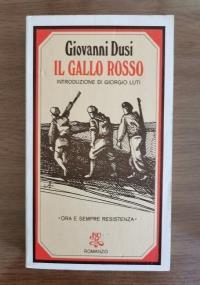 Giovanni Dusi
IL GALLO ROSSO
INTRODUZIONE DI GIORGIO LUTI
«ORA E SEMPRE RESISTENZA»
ROMANZO